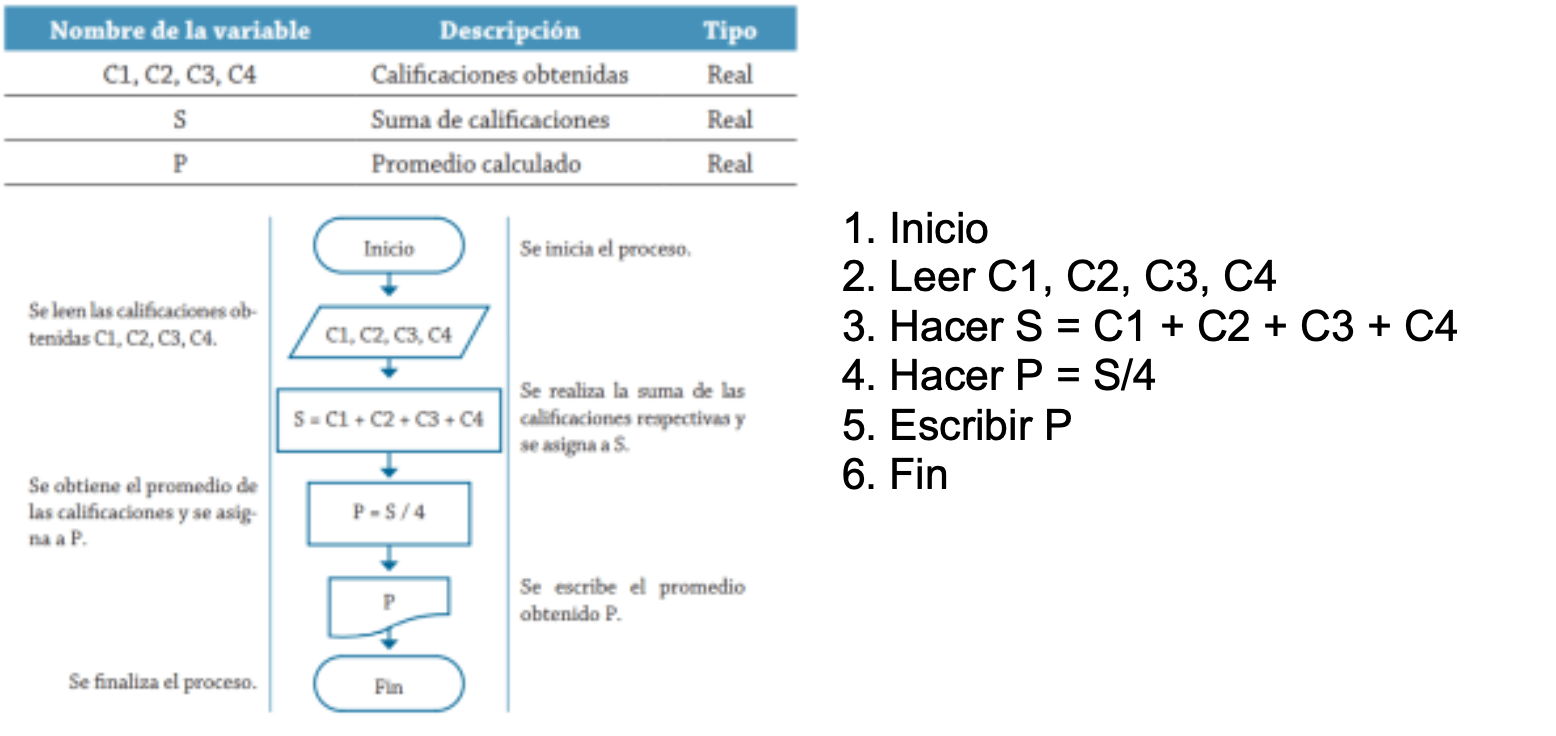 Nombre de la variable Descripción Tipo
C1, C2, C3, C4 Calificaciones obtenidas Real
S Suma de calificaciones Real
P Promedio calculado Real
Inicio
Se inicia el proceso.
Se leen las calificaciones ob-
tenidas C1, C2, C3, C4.
C1, C2, C3, C4
S = C1 + C2 + C3 + C4
Se realiza la suma de las
calificaciones respectivas y
se asigna a S.
Se obtiene el promedio de
las calificaciones y se asig-
na a P.
P = S / 4
P
Se escribe el promedio
obtenido P.
Se finaliza el proceso.
Fin
1. Inicio
2. Leer C1, C2, C3, C4
3. Hacer S = C1 + C2 + C3 + C4
4. Hacer P = S/4
5. Escribir P
6. Fin